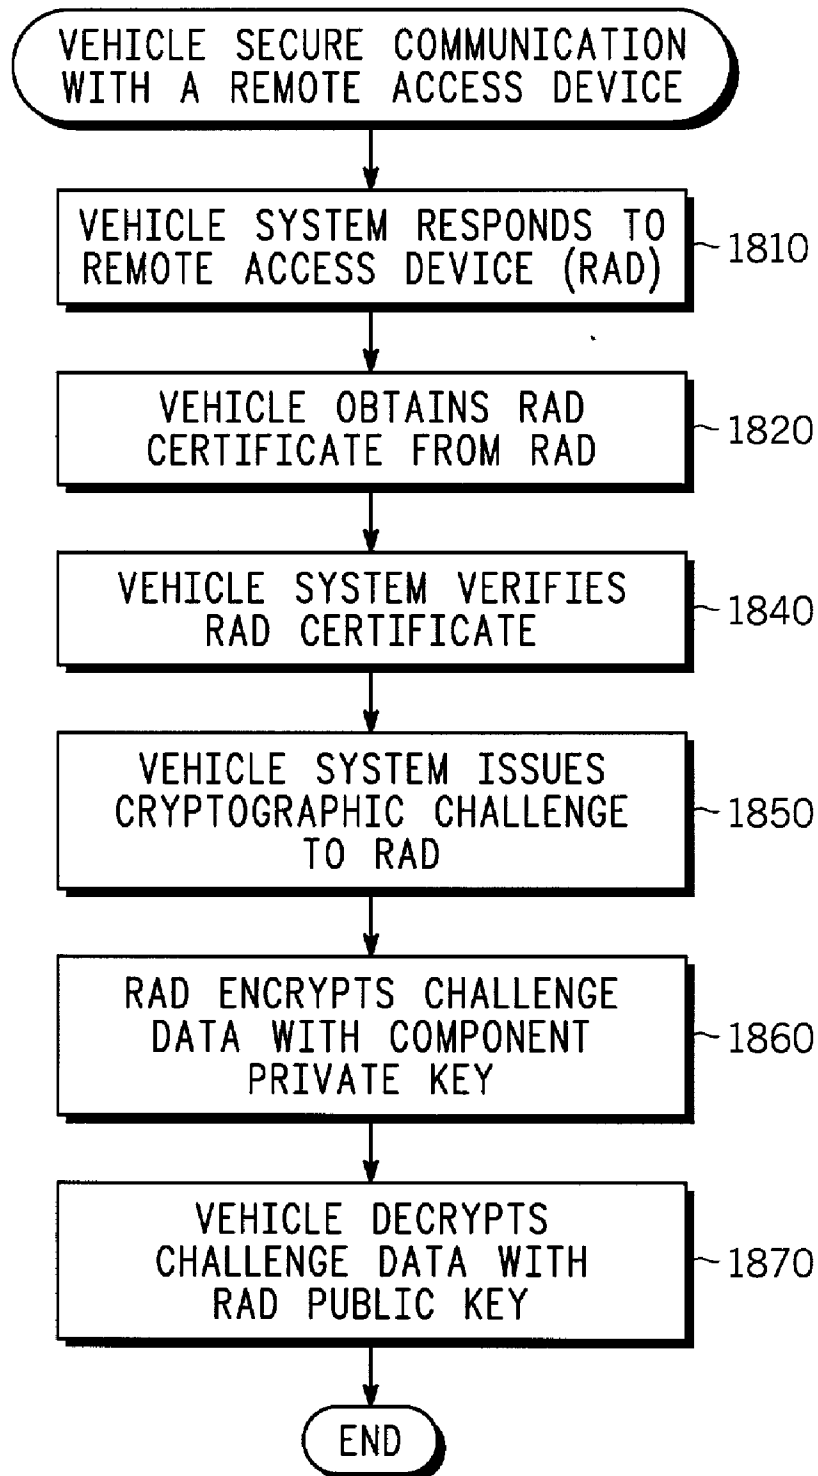 VEHICLE SECURE COMMUNICATION
WITH A REMOTE ACCESS DEVICE
VEHICLE SYSTEM RESPONDS TO
REMOTE ACCESS DEVICE (RAD)
1810
VEHICLE OBTAINS RAD
CERTIFICATE FROM RAD
1820
VEHICLE SYSTEM VERIFIES
RAD CERTIFICATE
1840
VEHICLE SYSTEM ISSUES
CRYPTOGRAPHIC CHALLENGE
TO RAD
1850
RAD ENCRYPTS CHALLENGE
DATA WITH COMPONENT
PRIVATE KEY
1860
VEHICLE DECRYPTS
CHALLENGE DATA WITH
RAD PUBLIC KEY
1870
END